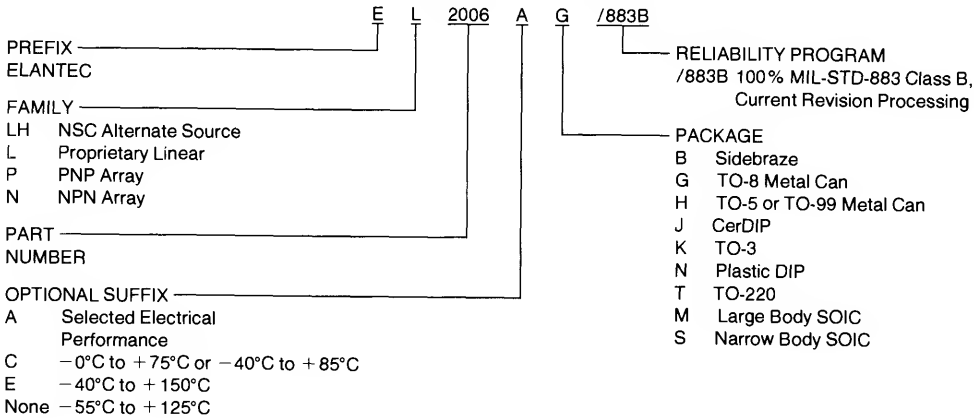 E L 2006 A G /883B
PREFIX
ELANTEC
FAMILY
LH NSC Alternate Source
L Proprietary Linear
P PNP Array
N NPN Array
PART
NUMBER
OPTIONAL SUFFIX
A Selected Electrical
Performance
C −0°C to +75°C or −40°C to +85°C
E −40°C to +150°C
None −55°C to +125°C
RELIABILITY PROGRAM
/883B 100% MIL-STD-883 Class B,
Current Revision Processing
PACKAGE
B Sidebraze
G TO-8 Metal Can
H TO-5 or TO-99 Metal Can
J CerDIP
K TO-3
N Plastic DIP
T TO-220
M Large Body SOIC
S Narrow Body SOIC